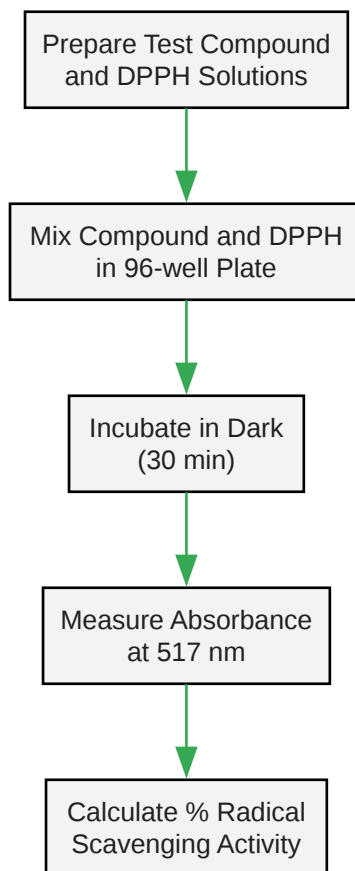 Prepare Test Compound
and DPPH Solutions
Mix Compound and DPPH
in 96-well Plate
Incubate in Dark
(30 min)
Measure Absorbance
at 517 nm
Calculate % Radical
Scavenging Activity